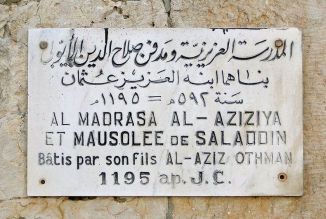 المدرسة العزيزية ومدفن صلاح الدين الأيوبي
بناهما ابنه العزيز عثمان
سنة ٥٩٢هـ = ١١٩٥م
AL MADRASA AL-AZIZIYA
ET MAUSOLEE DE SALADDIN
Bâtis par son fils AL-AZIZ OTHMAN
1195 ap. J.C.